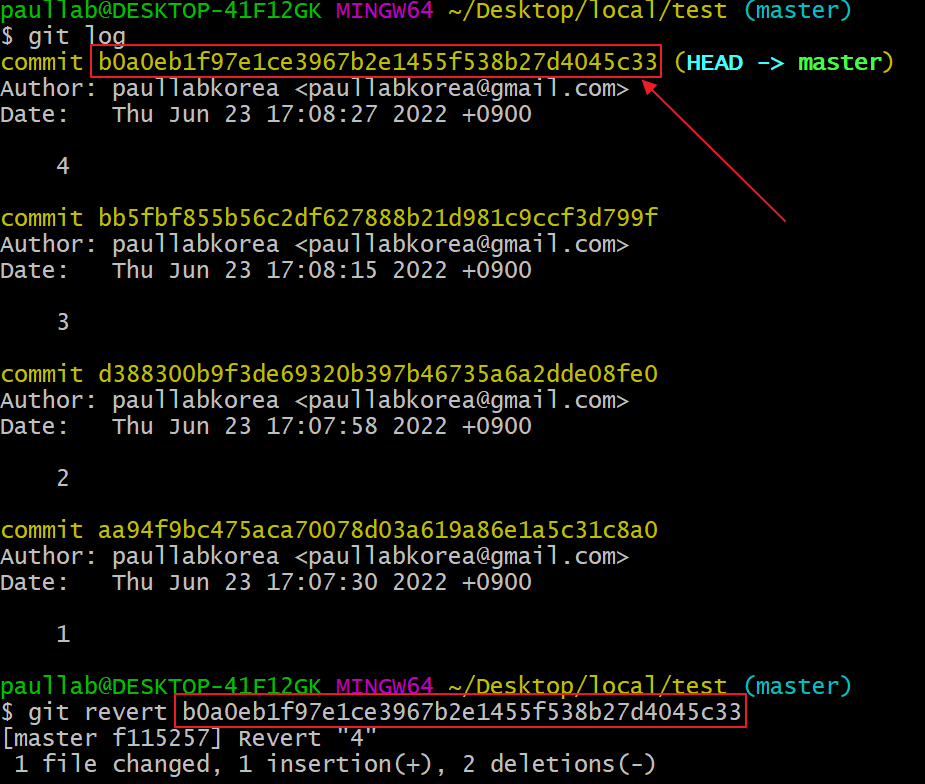 paullab@DESKTOP-41F12GK MINGW64 ~/Desktop/local/test (master)
$ git log
commit b0a0eb1f97e1ce3967b2e1455f538b27d4045c33 (HEAD -> master)
Author: paullabkorea <paullabkorea@gmail.com>
Date:   Thu Jun 23 17:08:27 2022 +0900

    4

commit bb5fbf855b56c2df627888b21d981c9ccf3d799f
Author: paullabkorea <paullabkorea@gmail.com>
Date:   Thu Jun 23 17:08:15 2022 +0900

    3

commit d388300b9f3de69320b397b46735a6a2dde08fe0
Author: paullabkorea <paullabkorea@gmail.com>
Date:   Thu Jun 23 17:07:58 2022 +0900

    2

commit aa94f9bc475aca70078d03a619a86e1a5c31c8a0
Author: paullabkorea <paullabkorea@gmail.com>
Date:   Thu Jun 23 17:07:30 2022 +0900

    1

paullab@DESKTOP-41F12GK MINGW64 ~/Desktop/local/test (master)
$ git revert b0a0eb1f97e1ce3967b2e1455f538b27d4045c33
[master f115257] Revert "4"
 1 file changed, 1 insertion(+), 2 deletions(-)